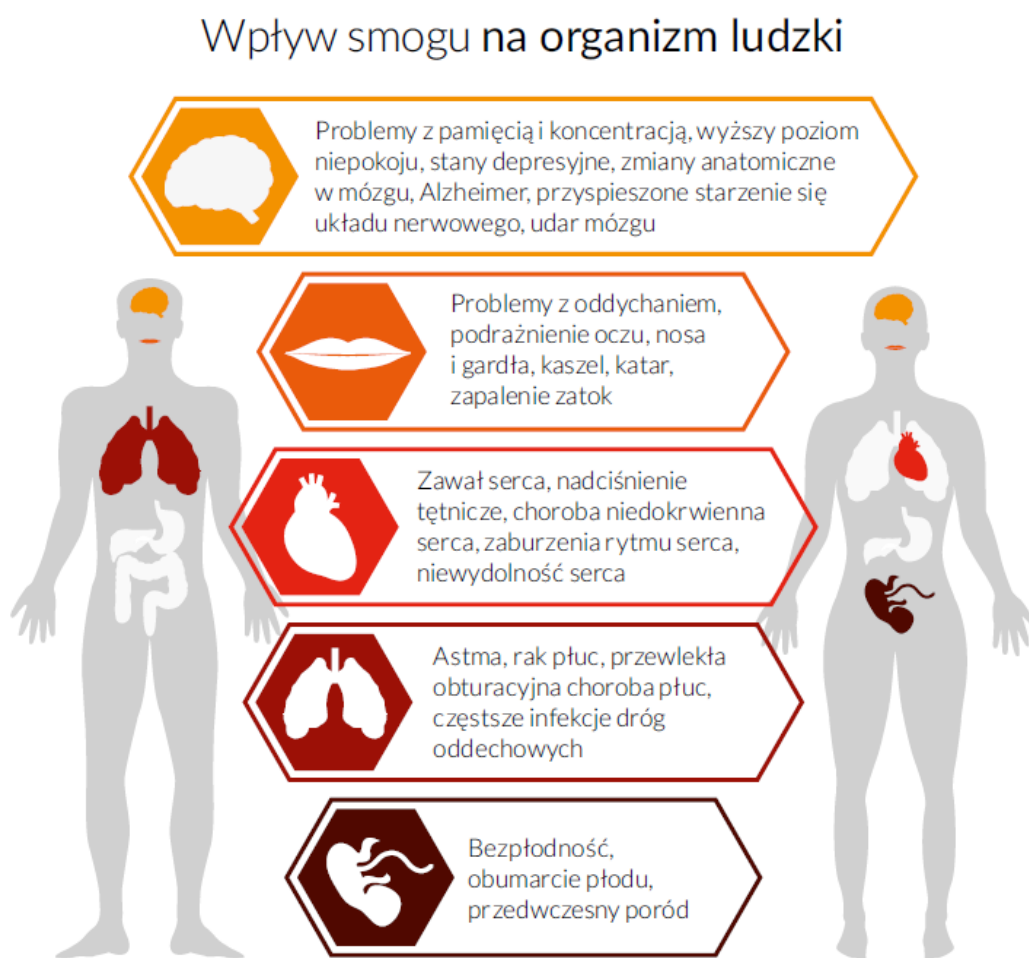 Wpływ smogu na organizm ludzki
Problemy z pamięcią i koncentracją, wyższy poziom
niepokoju, stany depresyjne, zmiany anatomiczne
w mózgu, Alzheimer, przyspieszone starzenie się
układu nerwowego, udar mózgu
Problemy z oddychaniem,
podrażnienie oczu, nosa
i gardła, kaszel, katar,
zapalenie zatok
Zawał serca, nadciśnienie
tętnicze, choroba niedokrwienna
serca, zaburzenia rytmu serca,
niewydolność serca
Astma, rak płuc, przewlekła
obturacyjna choroba płuc,
częstsze infekcje dróg
oddechowych
Bezpłodność,
obumarcie płodu,
przedwczesny poród